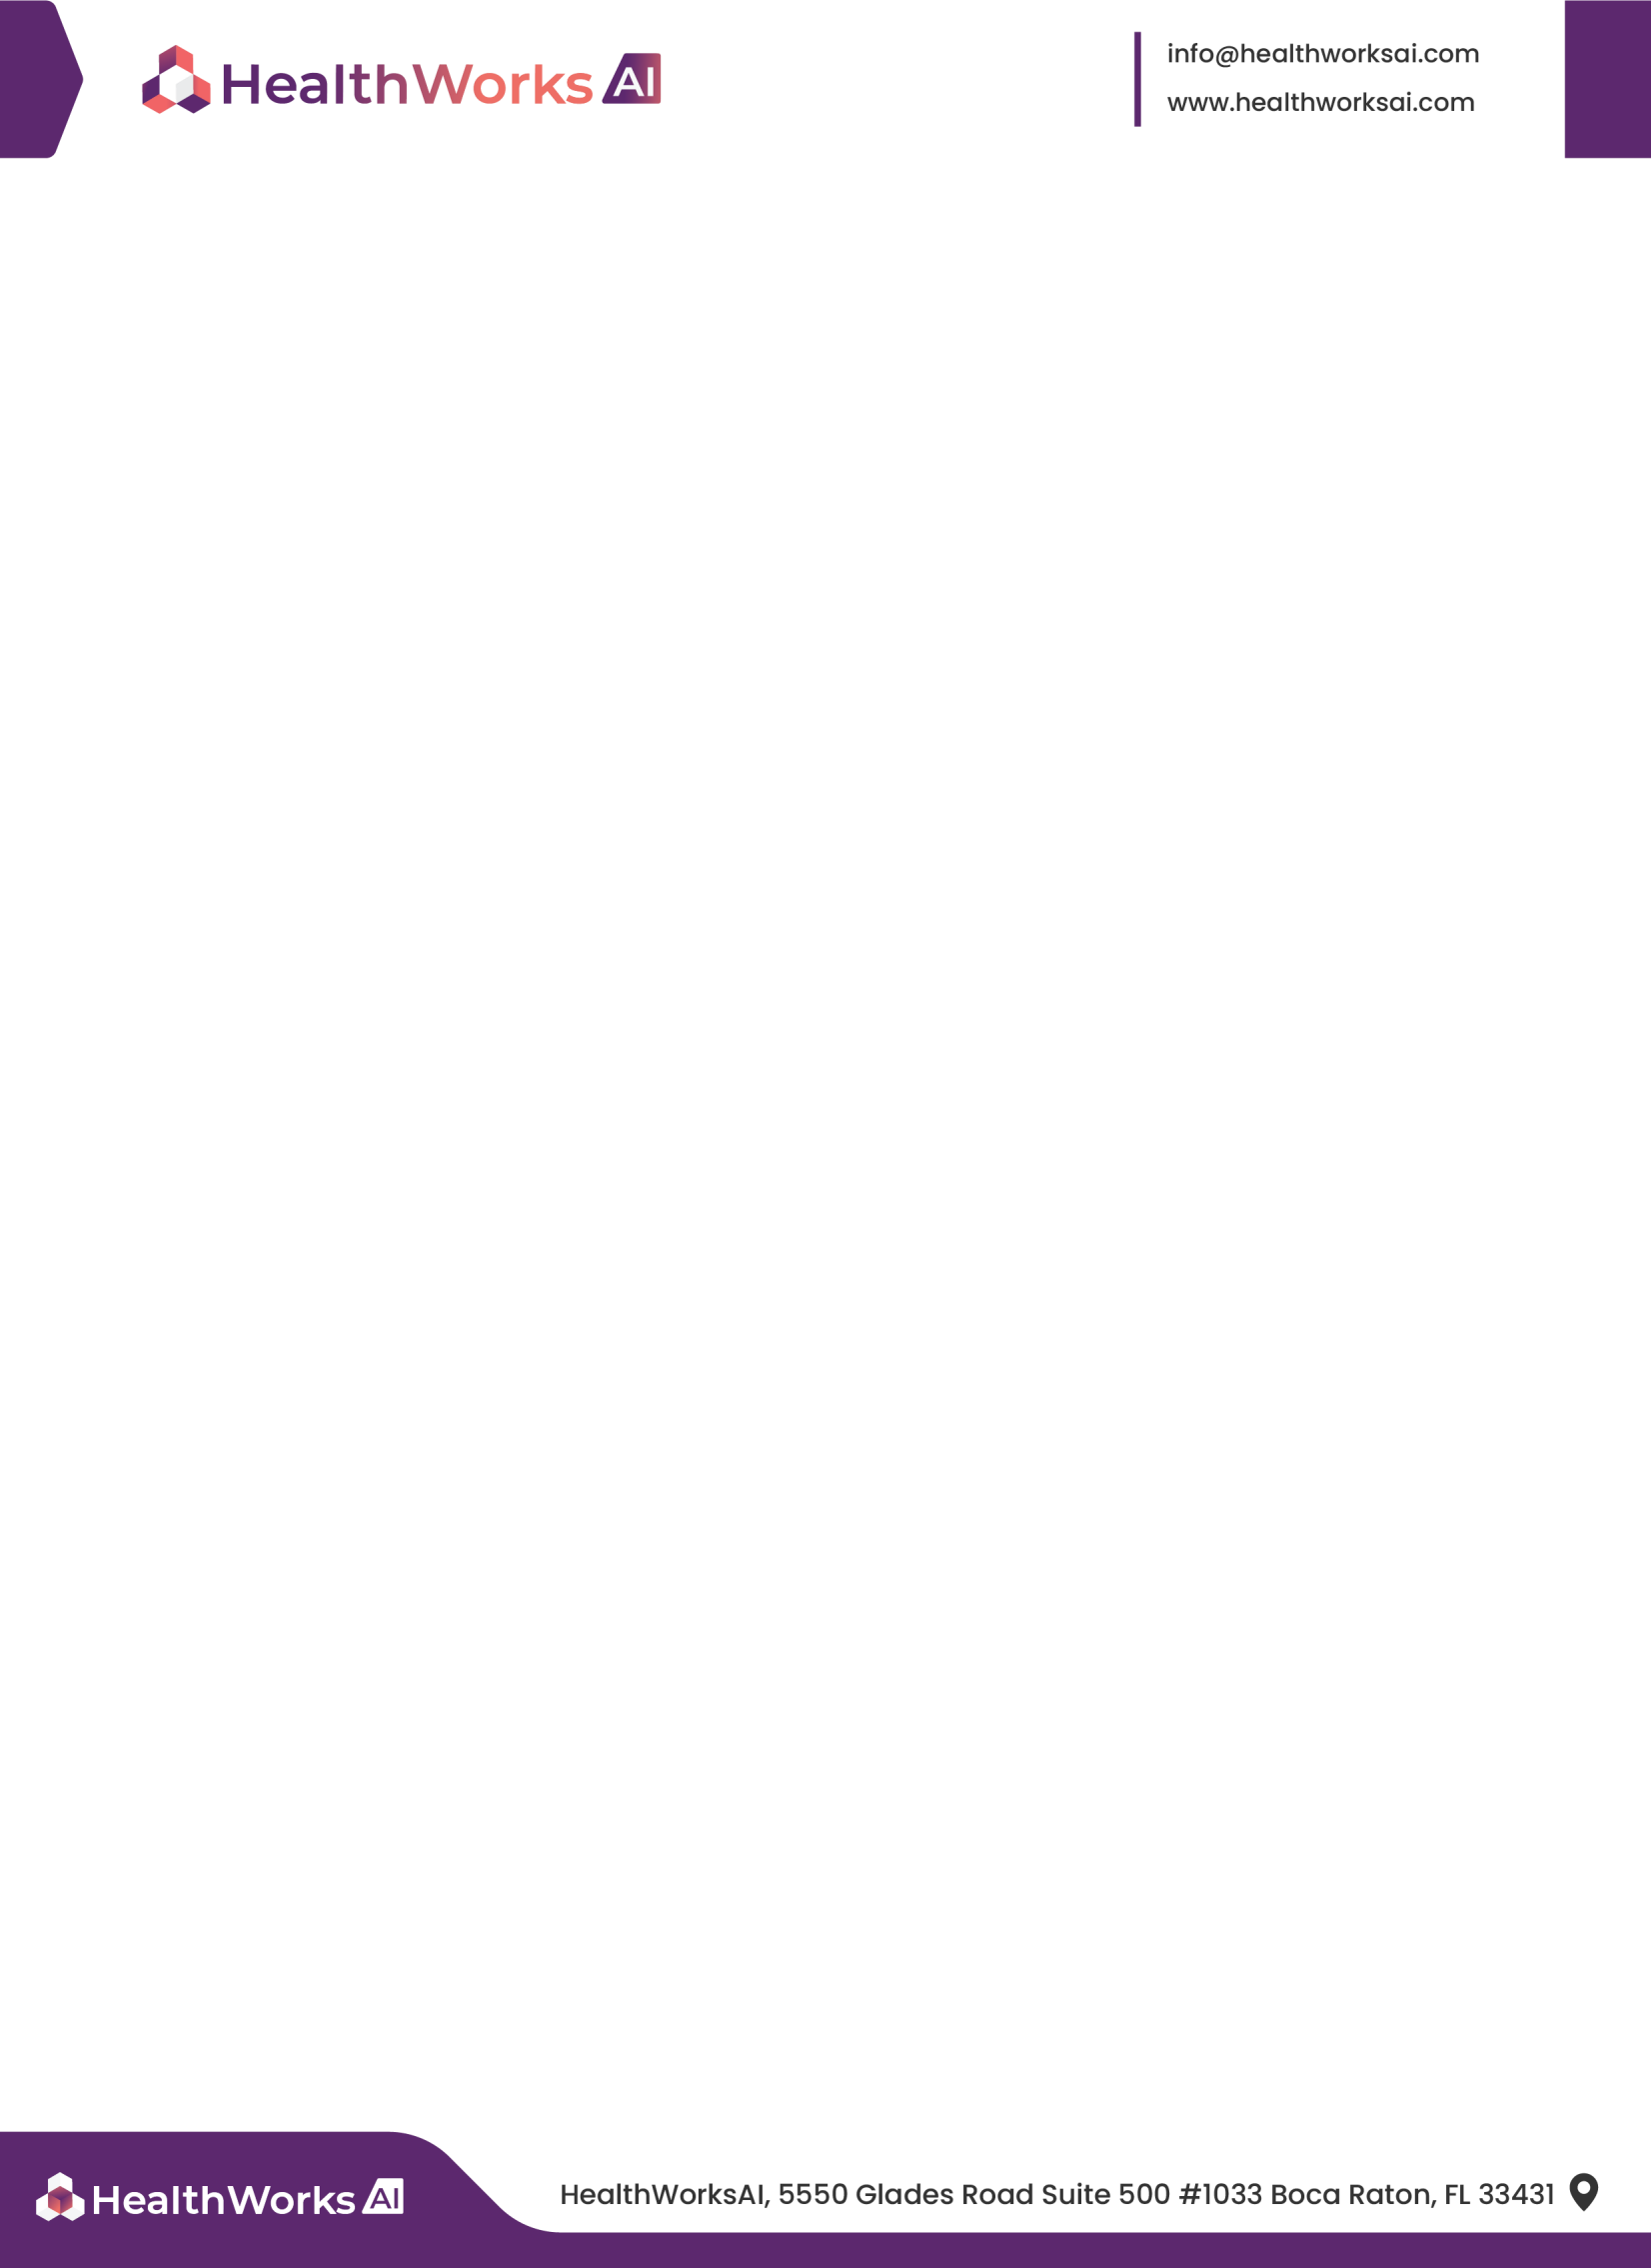 HealthWorks AI
info@healthworksai.com
www.healthworksai.com
HealthWorks AI
HealthWorksAI, 5550 Glades Road Suite 500 #1033 Boca Raton, FL 33431